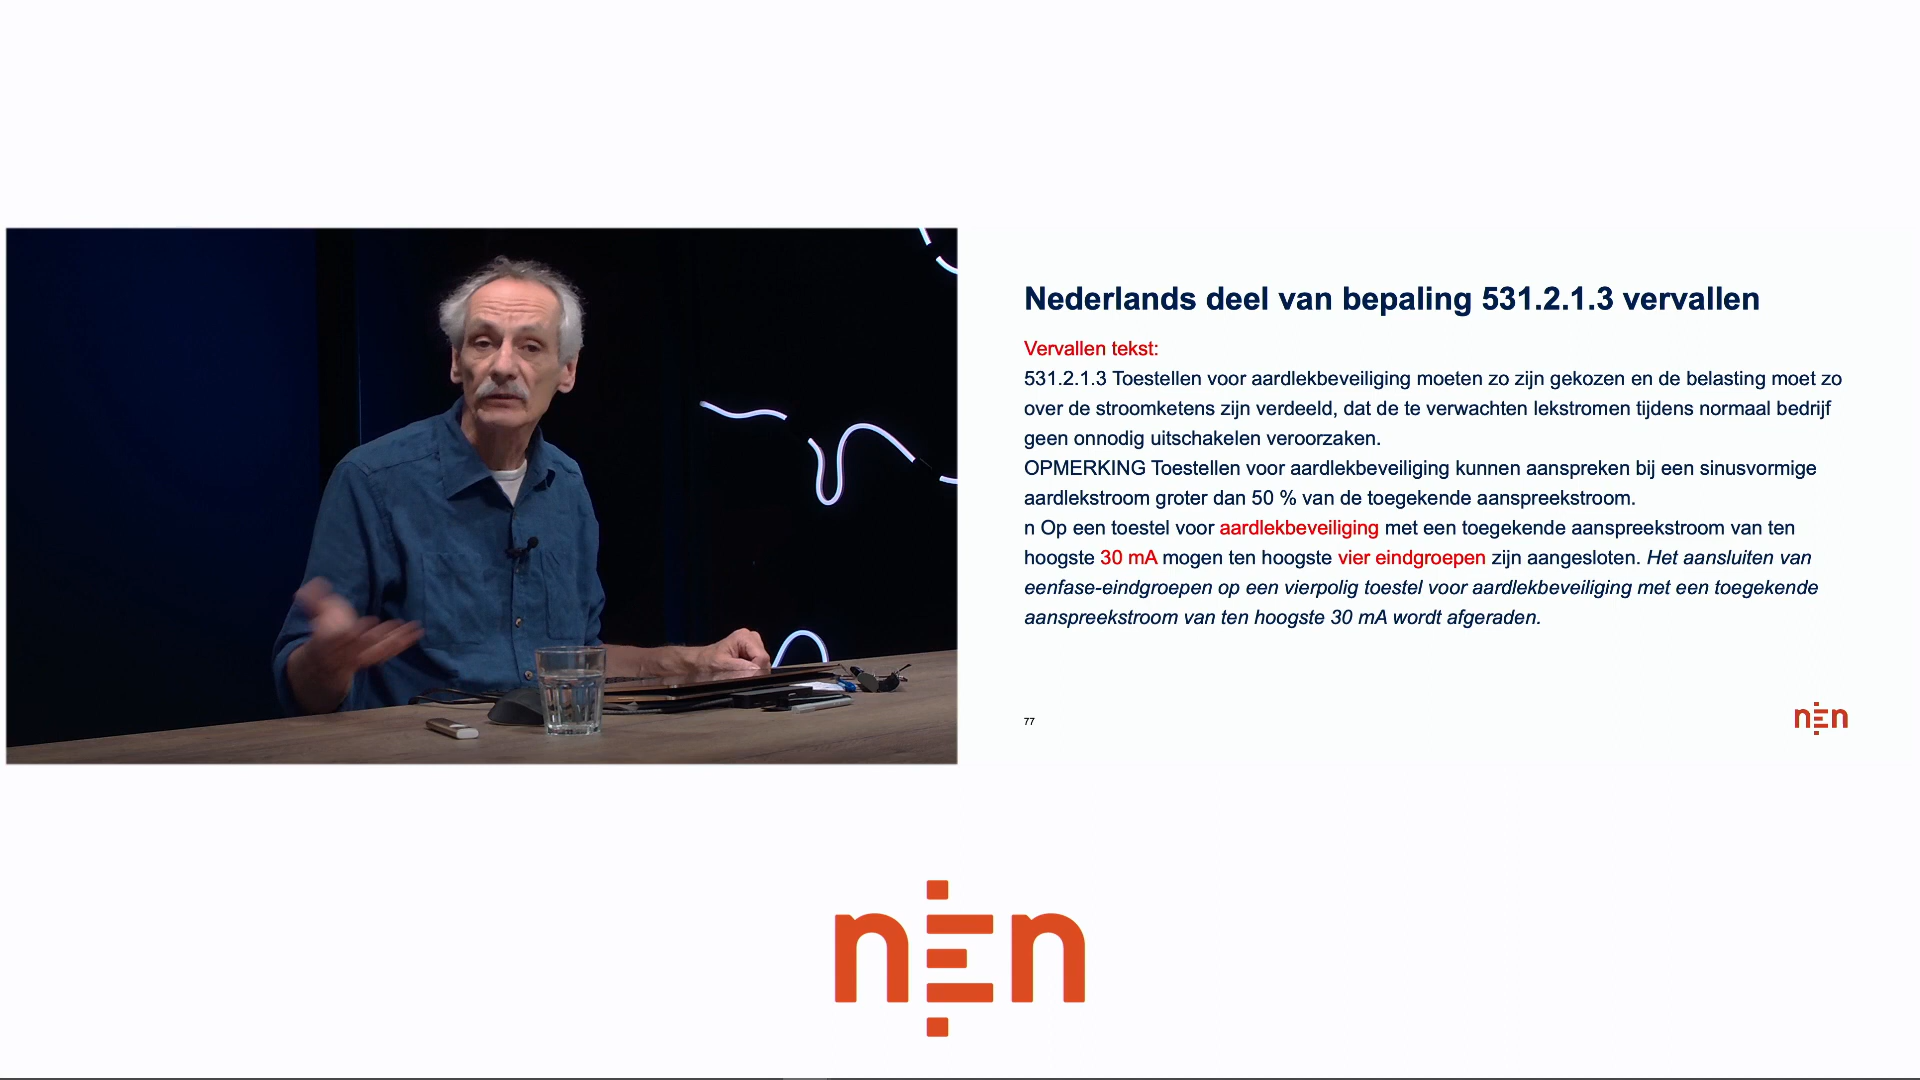 Nederlands deel van bepaling 531.2.1.3 vervallen
Vervallen tekst:
531.2.1.3 Toestellen voor aardlekbeveiliging moeten zo zijn gekozen en de belasting moet zo
over de stroomketens zijn verdeeld, dat de te verwachten lekstromen tijdens normaal bedrijf
geen onnodig uitschakelen veroorzaken.
OPMERKING Toestellen voor aardlekbeveiliging kunnen aanspreken bij een sinusvormige
aardlekstroom groter dan 50 % van de toegekende aanspreekstroom.
n Op een toestel voor aardlekbeveiliging met een toegekende aanspreekstroom van ten
hoogste 30 mA mogen ten hoogste vier eindgroepen zijn aangesloten. Het aansluiten van
eenfase-eindgroepen op een vierpolig toestel voor aardlekbeveiliging met een toegekende
aanspreekstroom van ten hoogste 30 mA wordt afgeraden.
77
nen
nen